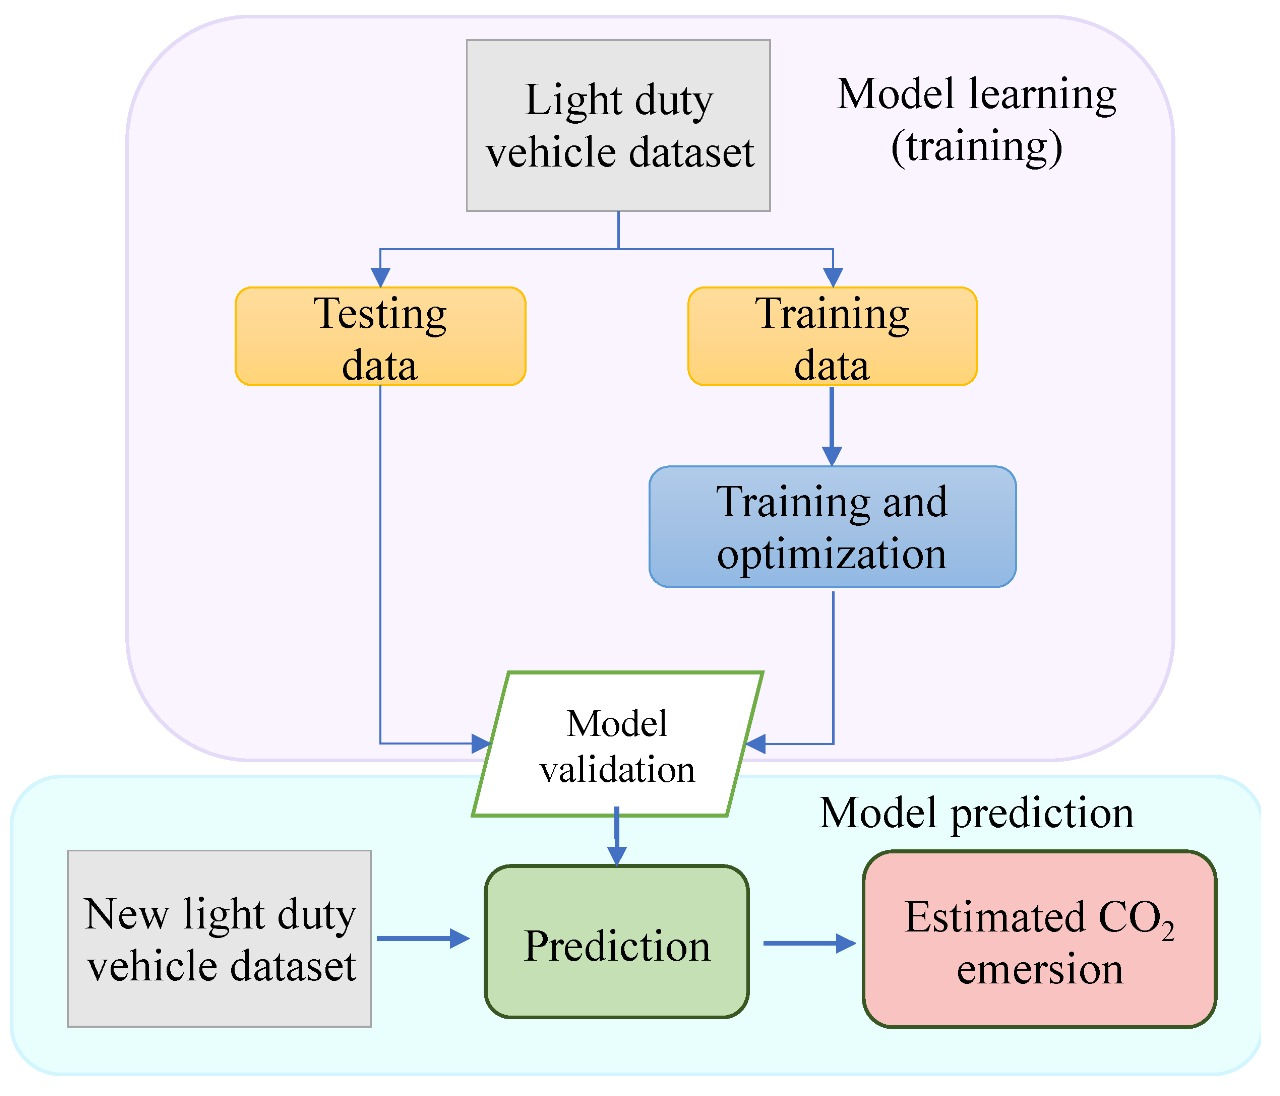 Light duty
vehicle dataset
Model learning
(training)
Testing
data
Training
data
Training and
optimization
Model
validation
Model prediction
New light duty
vehicle dataset
Prediction
Estimated CO₂
emersion